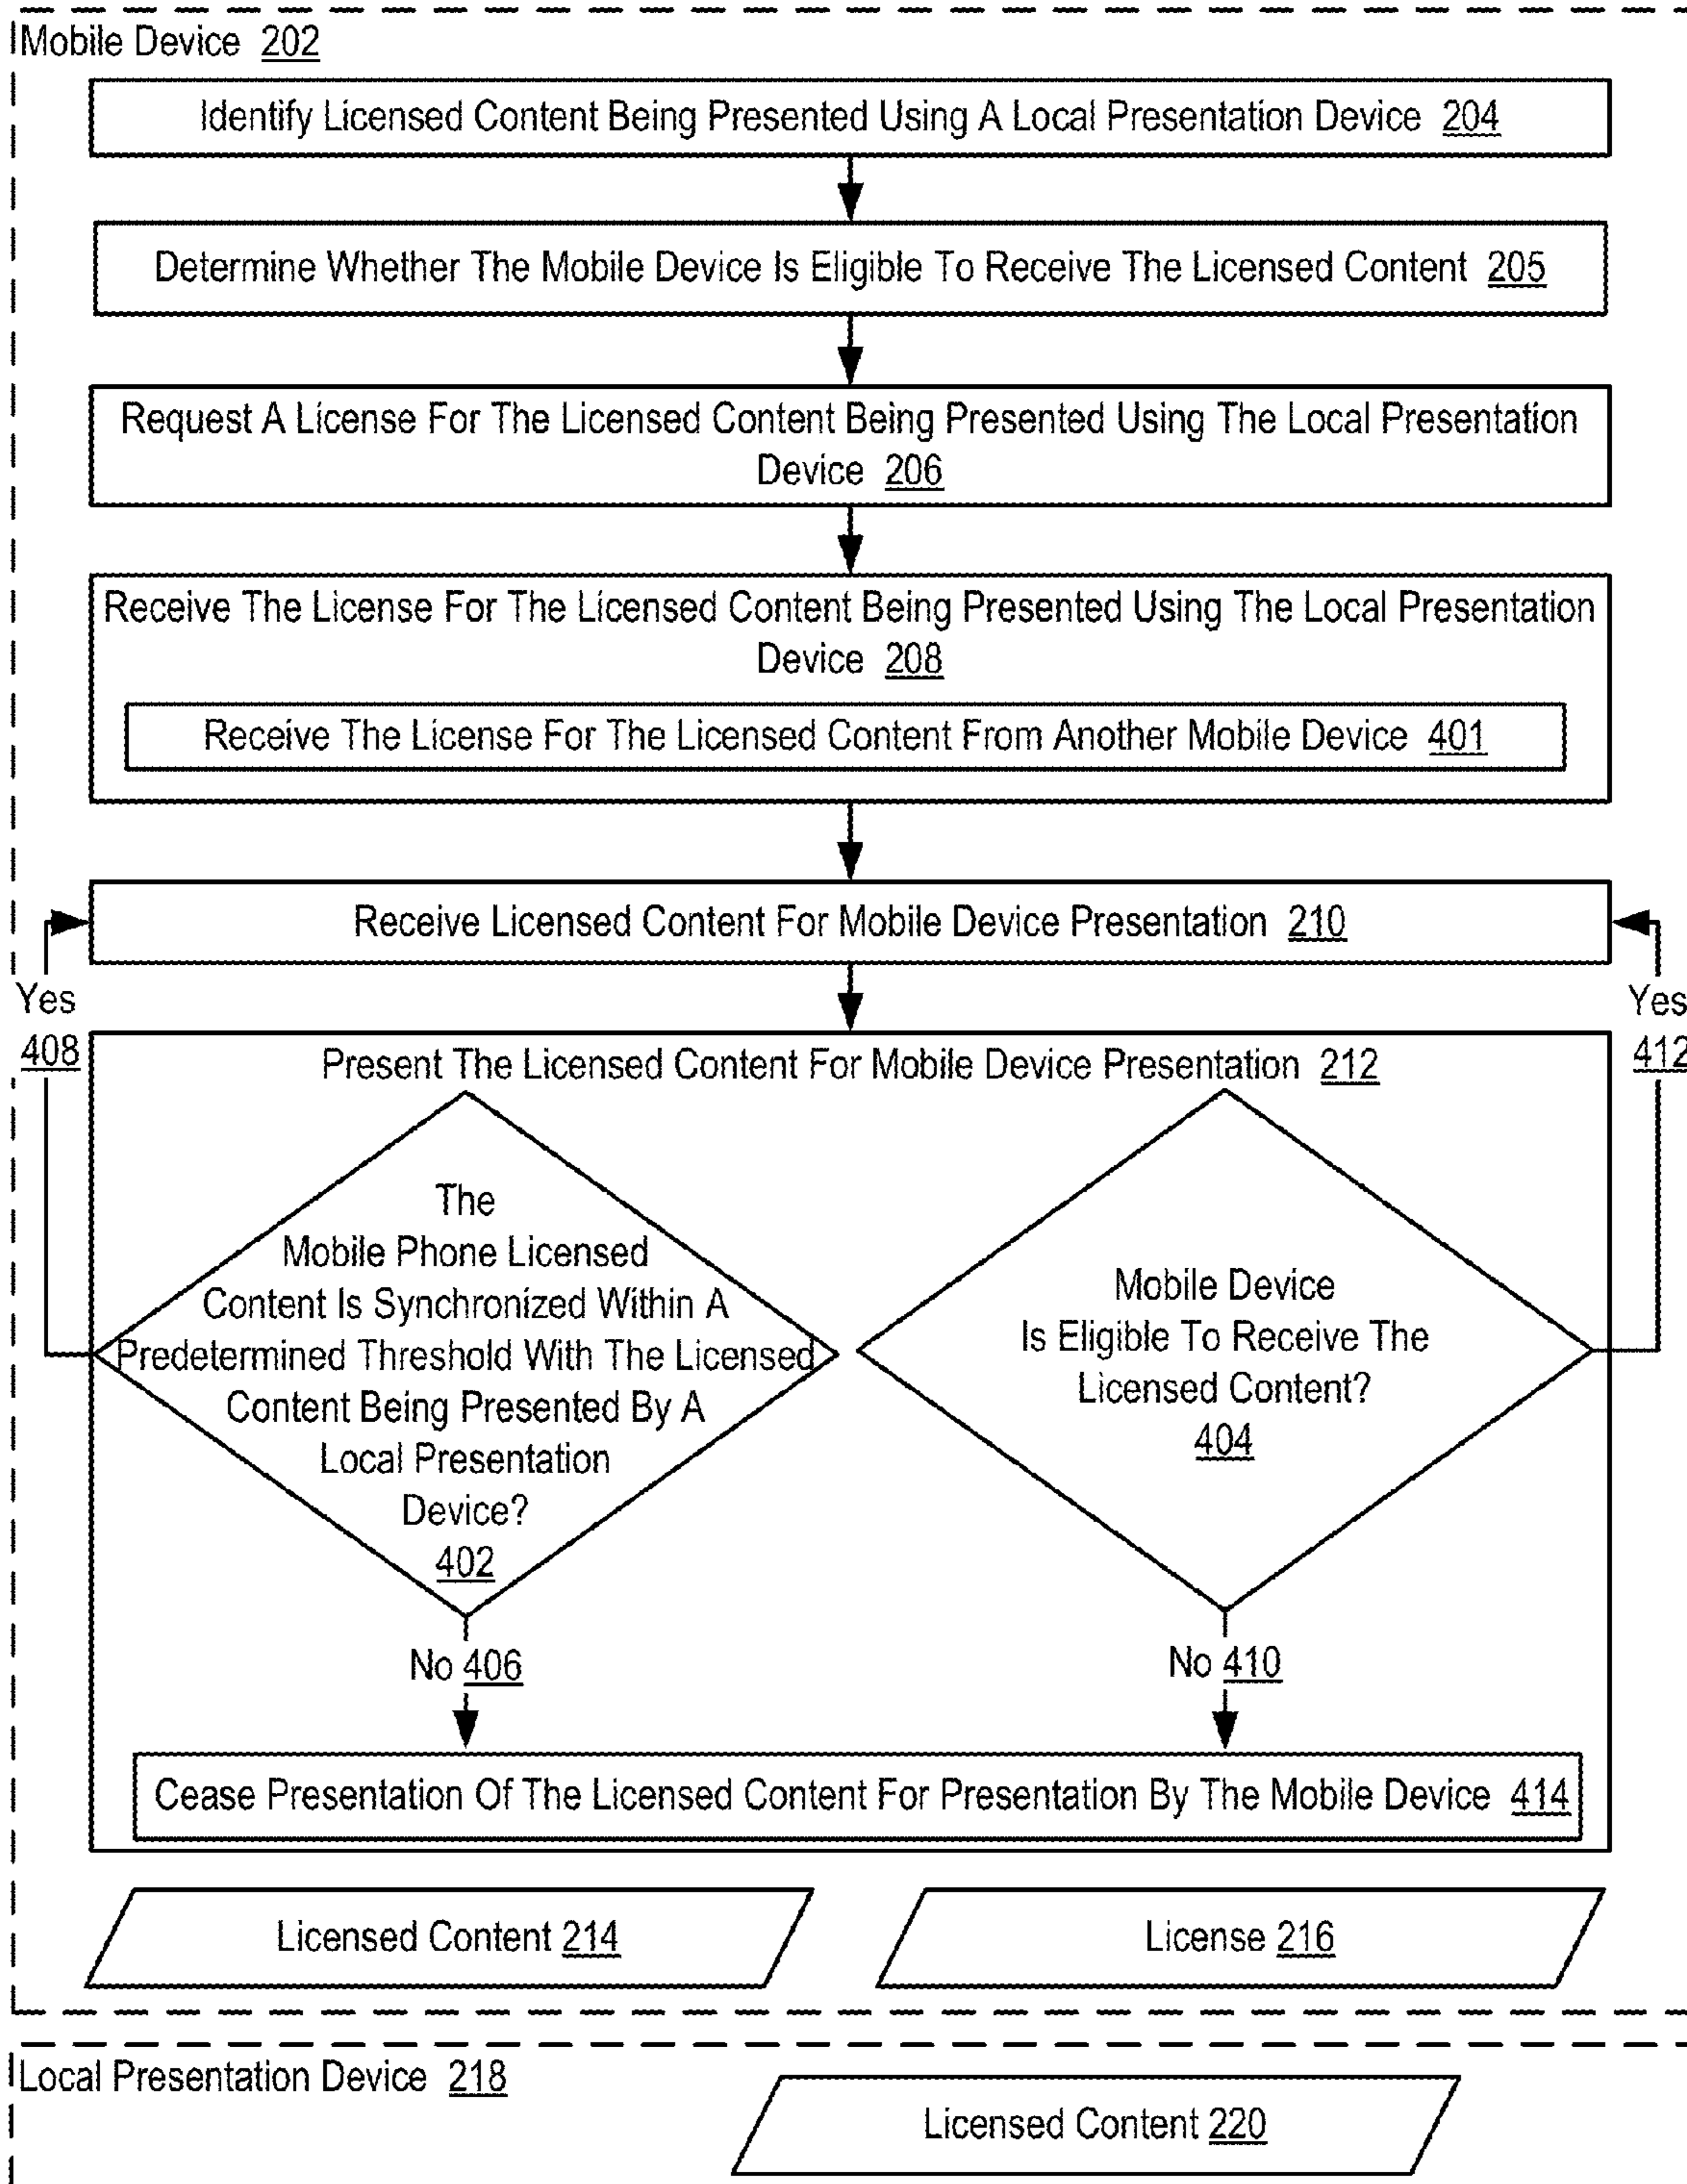 Mobile Device 202
Identify Licensed Content Being Presented Using A Local Presentation Device 204
Determine Whether The Mobile Device Is Eligible To Receive The Licensed Content 205
Request A License For The Licensed Content Being Presented Using The Local Presentation
Device 206
Receive The License For The Licensed Content Being Presented Using The Local Presentation
Device 208
Receive The License For The Licensed Content From Another Mobile Device 401
Receive Licensed Content For Mobile Device Presentation 210
Yes
408
Yes
412
Present The Licensed Content For Mobile Device Presentation 212
The
Mobile Phone Licensed
Content Is Synchronized Within A
Predetermined Threshold With The Licensed
Content Being Presented By A
Local Presentation
Device?
402
Mobile Device
Is Eligible To Receive The
Licensed Content?
404
No 406
No 410
Cease Presentation Of The Licensed Content For Presentation By The Mobile Device 414
Licensed Content 214
License 216
Local Presentation Device 218
Licensed Content 220